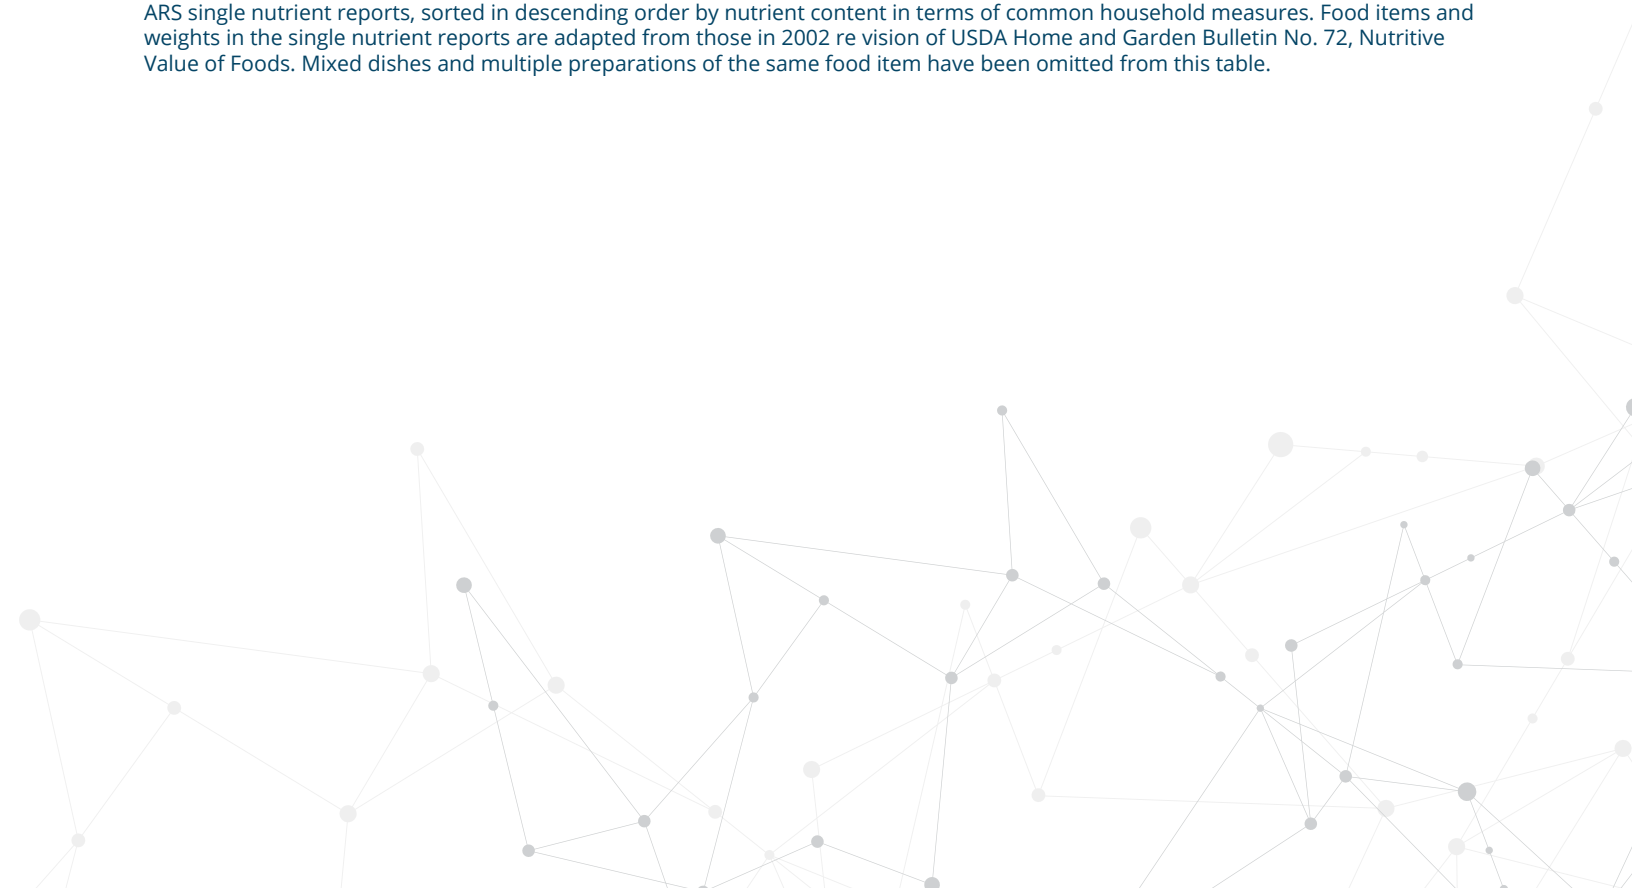 ARS single nutrient reports, sorted in descending order by nutrient content in terms of common household measures. Food items and
weights in the single nutrient reports are adapted from those in 2002 re vision of USDA Home and Garden Bulletin No. 72, Nutritive
Value of Foods. Mixed dishes and multiple preparations of the same food item have been omitted from this table.